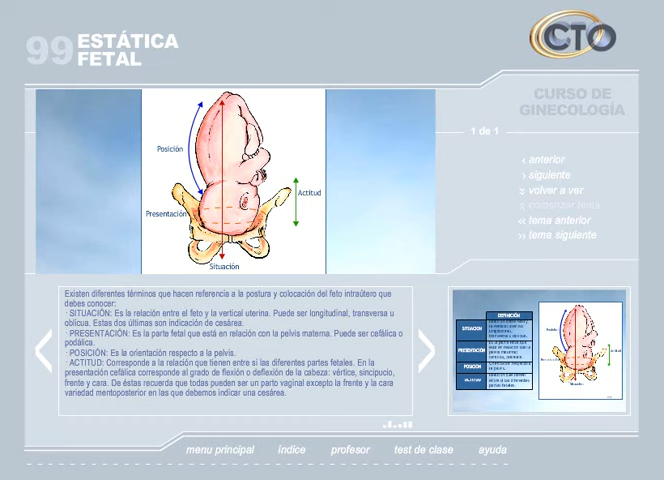 99 ESTÁTICA
FETAL
CTO
CURSO DE
GINECOLOGÍA
1 de 1
‹ anterior
› siguiente
volver a ver
comenzar tema
‹‹ tema anterior
›› tema siguiente
Posición
Actitud
Presentación
Situación
Existen diferentes términos que hacen referencia a la postura y colocación del feto intraútero que
debes conocer:
· SITUACIÓN: Es la relación entre el feto y la vertical uterina. Puede ser longitudinal, transversa u
oblicua. Estas dos últimas son indicación de cesárea.
· PRESENTACIÓN: Es la parte fetal que está en relación con la pelvis materna. Puede ser cefálica o
podálica.
· POSICIÓN: Es la orientación respecto a la pelvis.
· ACTITUD: Corresponde a la relación que tienen entre sí las diferentes partes fetales. En la
presentación cefálica corresponde al grado de flexión o deflexión de la cabeza: vértice, sincipucio,
frente y cara. De éstas recuerda que todas pueden ser un parto vaginal excepto la frente y la cara
variedad mentoposterior en las que debemos indicar una cesárea.
DEFINICIÓN
SITUACIÓN
PRESENTACIÓN
POSICIÓN
menu principal índice profesor test de clase ayuda